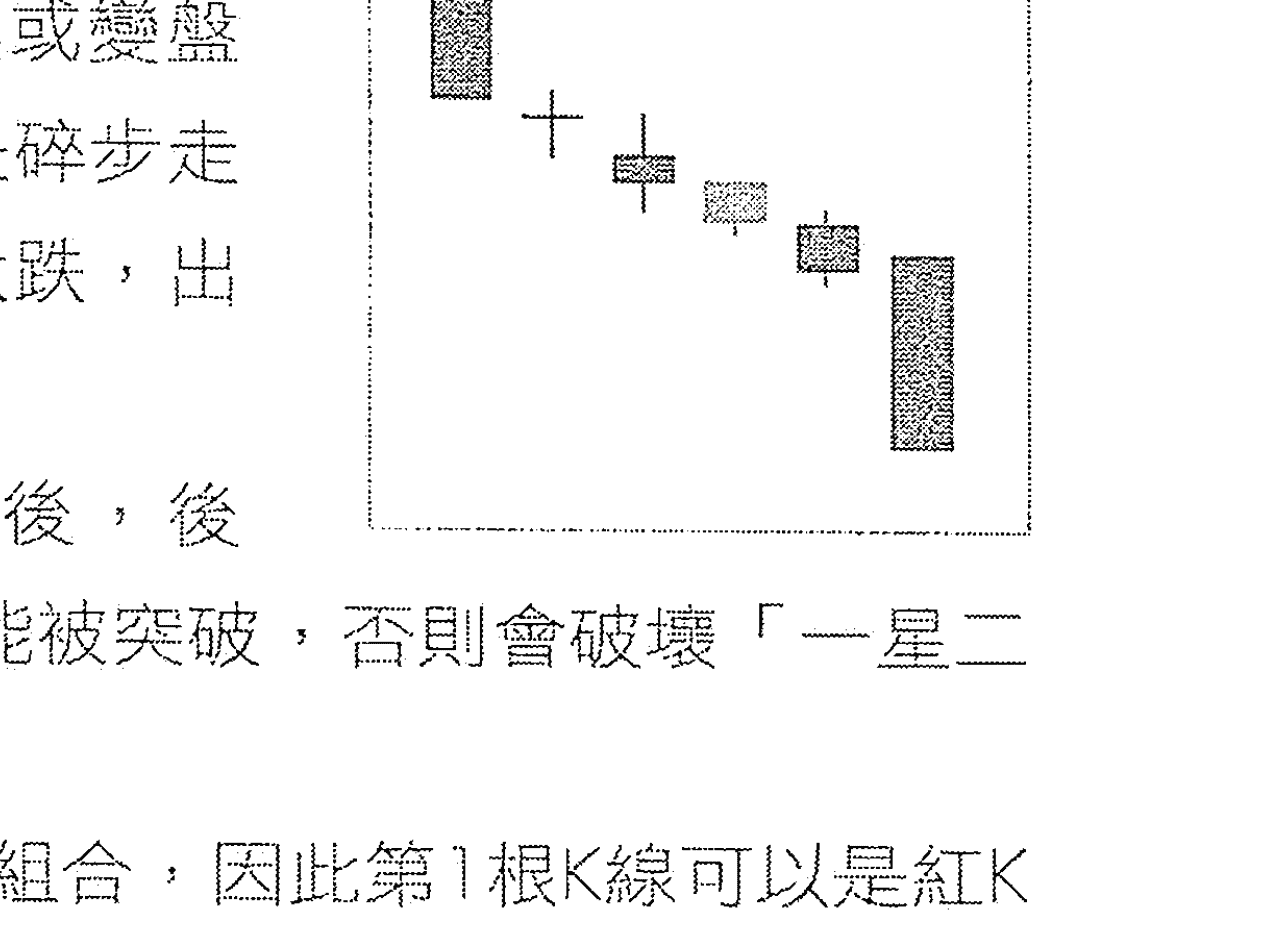 或變盤
碎步走
跌，出
後，後
能被突破，否則會破壞「一星二
組合，因此第1根K線可以是紅K